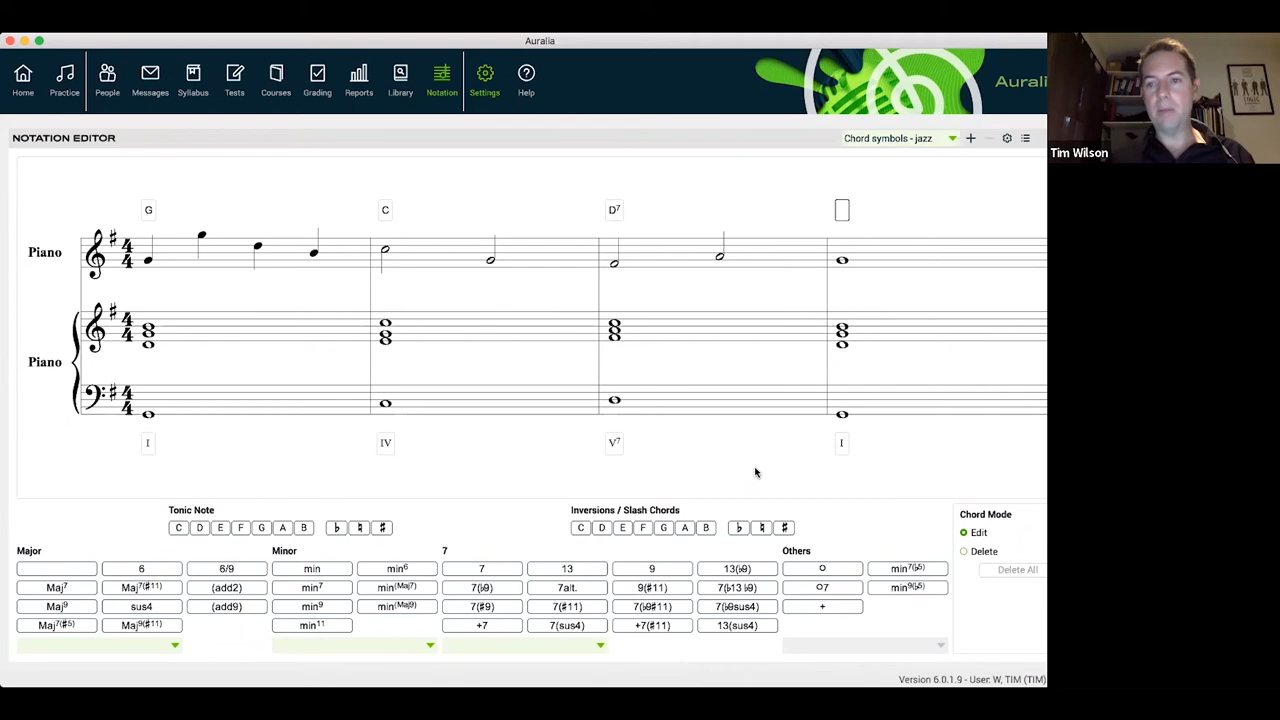 Auralia
Home Practice People Messages Syllabus Tests Courses Grading Reports Library Notation Settings Help
Aurali
Tim Wilson
NOTATION EDITOR
Chord symbols - jazz
G C D7
Piano
Piano
I IV V7 I
Tonic Note
C D E F G A B ♭ ♮ ♯
Inversions / Slash Chords
C D E F G A B ♭ ♮ ♯
Chord Mode
Edit
Delete
Delete All
Major
6 6/9
Maj7 Maj7(♯11) (add2)
Maj9 sus4 (add9)
Maj7(♯5) Maj9(♯11)
Minor
min min6
min7 min(Maj7)
min9 min(Maj9)
min11
7
7 13 9 13(♭9)
7(♭9) 7alt. 9(♯11) 7(♭13 ♭9)
7(♯9) 7(♯11) 7(♭9♯11) 7(♭9sus4)
+7 7(sus4) +7(♯11) 13(sus4)
Others
O min7(♭5)
O7 min9(♭5)
+
Version 6.0.1.9 - User: W, TIM (TIM)